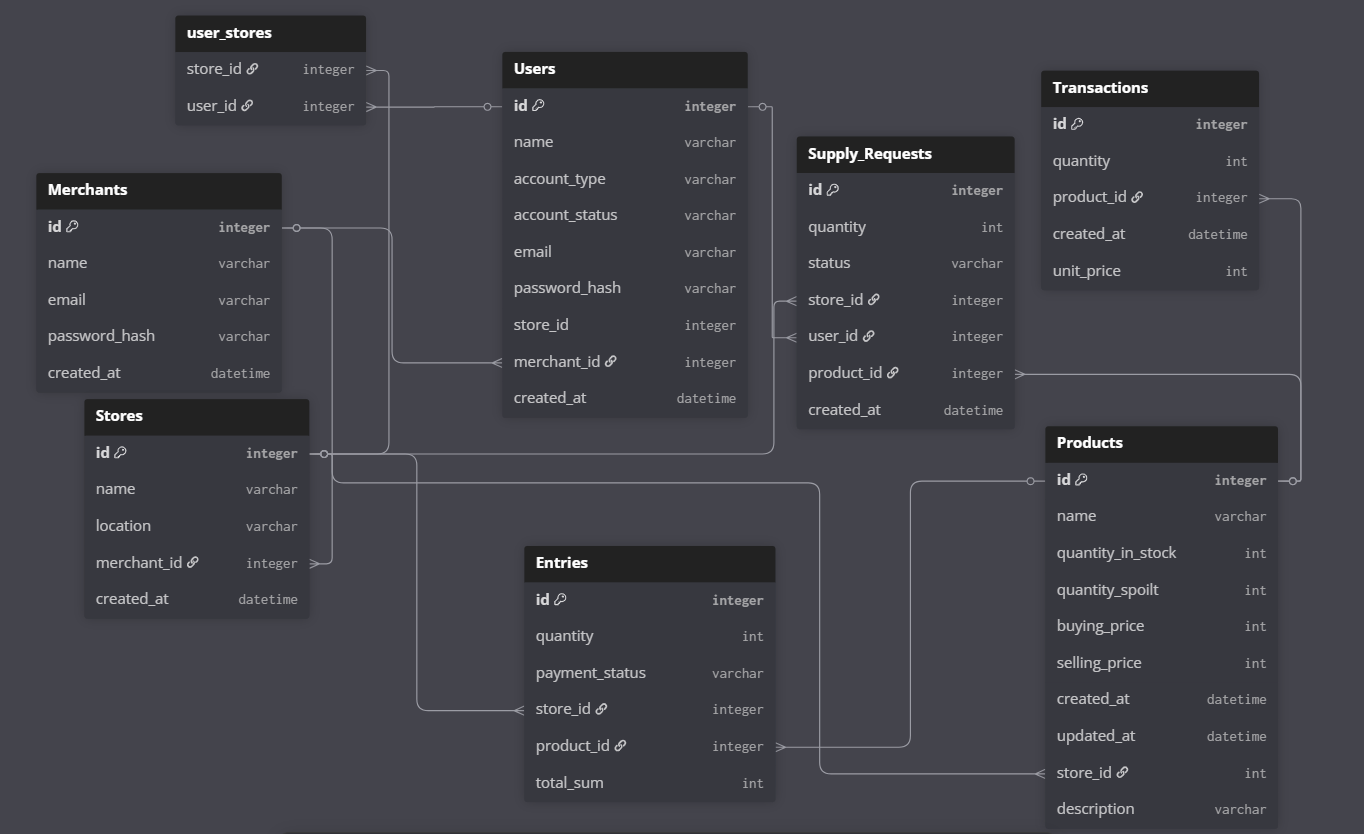 user_stores
store_id integer
user_id integer
Users
id integer
name varchar
account_type varchar
account_status varchar
email varchar
password_hash varchar
store_id integer
merchant_id integer
created_at datetime
Transactions
id integer
quantity int
product_id integer
created_at datetime
unit_price int
Supply_Requests
id integer
quantity int
status varchar
store_id integer
user_id integer
product_id integer
created_at datetime
Merchants
id integer
name varchar
email varchar
password_hash varchar
created_at datetime
Stores
id integer
name varchar
location varchar
merchant_id integer
created_at datetime
Products
id integer
name varchar
quantity_in_stock int
quantity_spoilt int
buying_price int
selling_price int
created_at datetime
updated_at datetime
store_id int
description varchar
Entries
id integer
quantity int
payment_status varchar
store_id integer
product_id integer
total_sum int